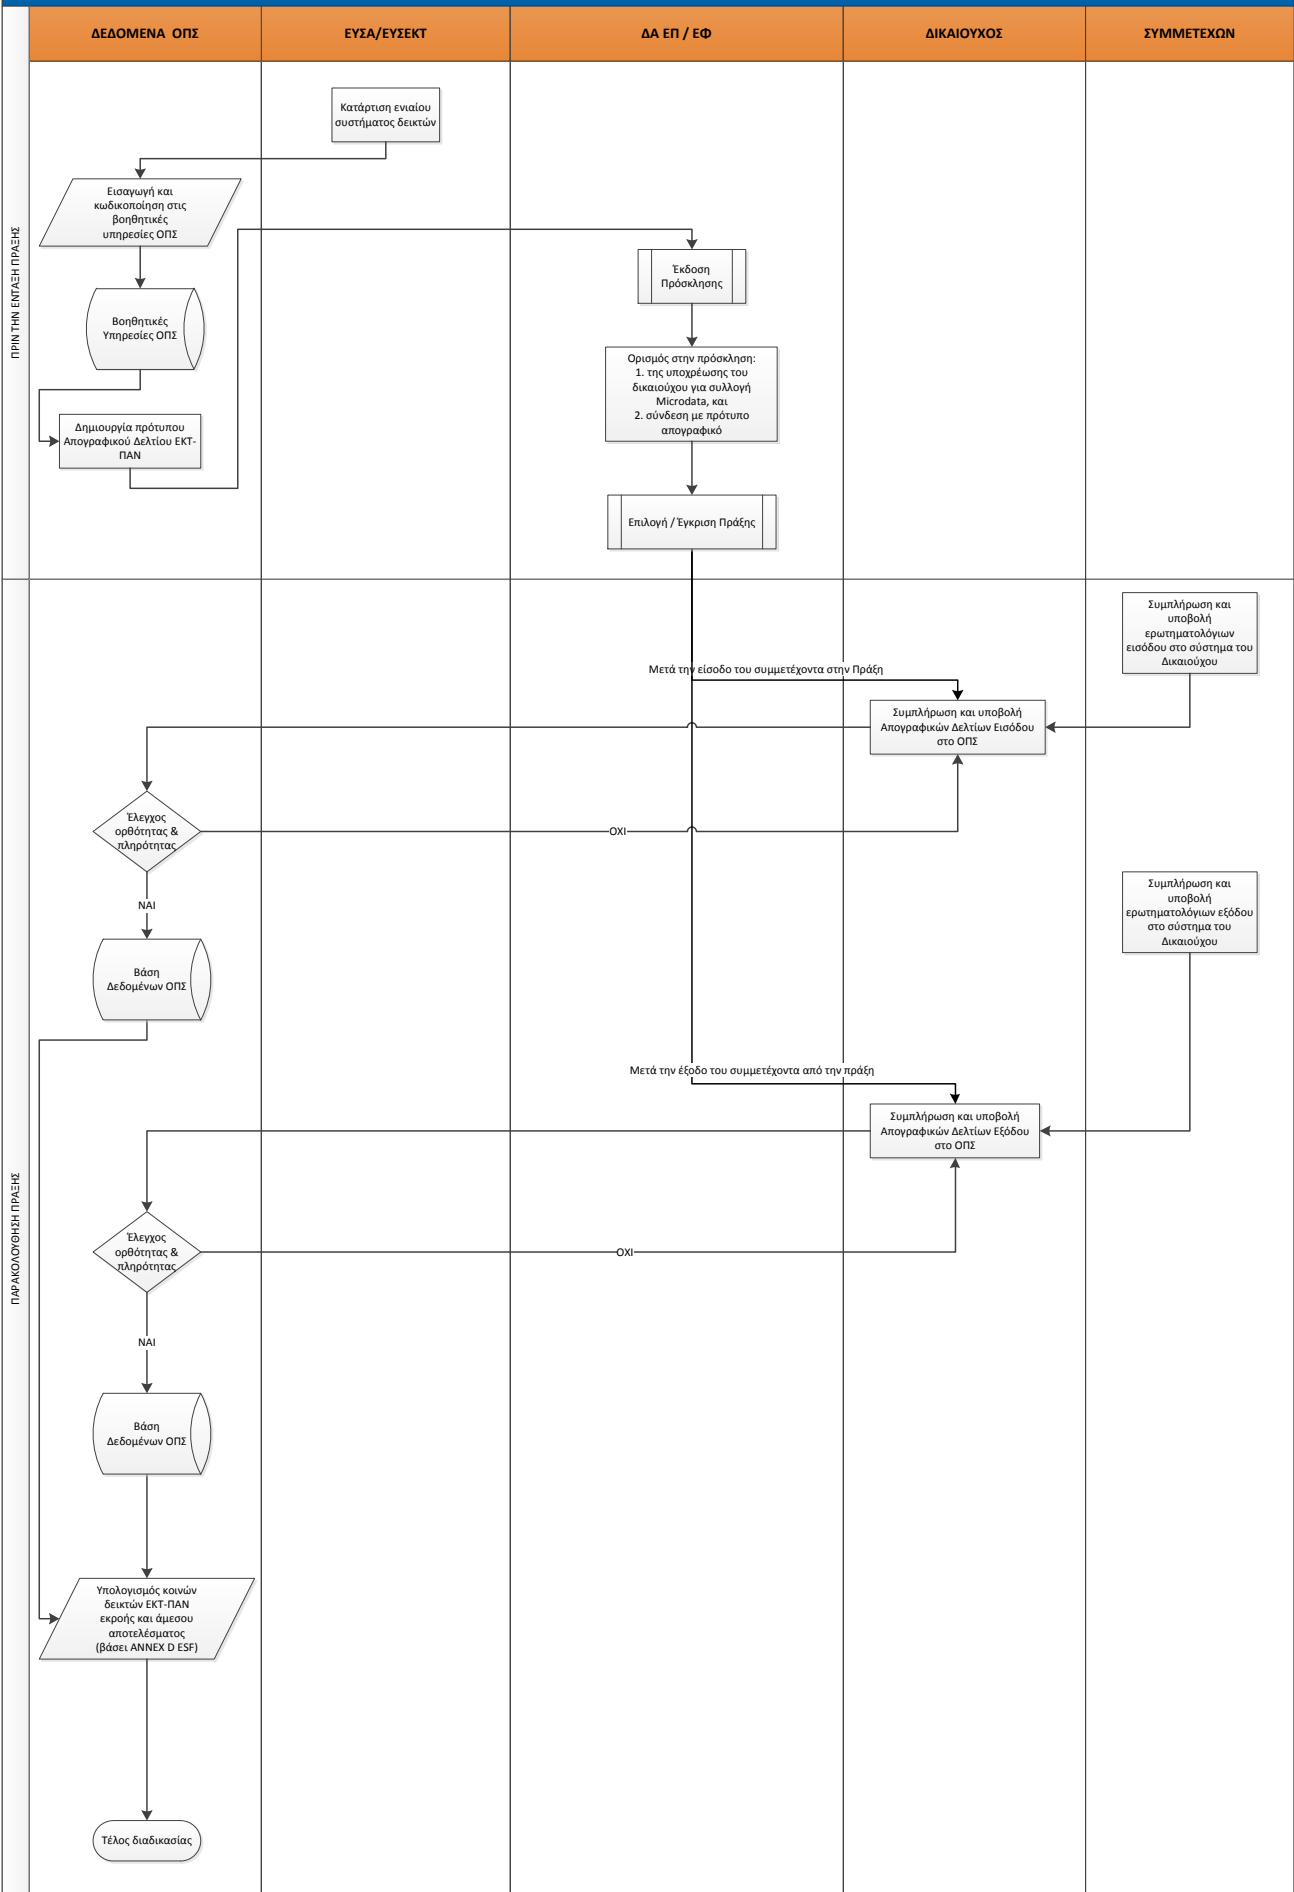 ΔΕΔΟΜΕΝΑ ΟΠΣ
ΕΥΣΑ/ΕΥΣΕΚΤ
ΔΑ ΕΠ / ΕΦ
ΔΙΚΑΙΟΥΧΟΣ
ΣΥΜΜΕΤΕΧΩΝ
ΠΡΙΝ ΤΗΝ ΕΝΤΑΞΗ ΠΡΑΞΗΣ
Κατάρτιση ενιαίου
συστήματος δεικτών
Εισαγωγή και
κωδικοποίηση στις
βοηθητικές
υπηρεσίες ΟΠΣ
Βοηθητικές
Υπηρεσίες ΟΠΣ
Δημιουργία πρότυπου
Απογραφικού Δελτίου ΕΚΤ-
ΠΑΝ
Έκδοση
Πρόσκλησης
Ορισμός στην πρόσκληση:
1. της υποχρέωσης του
δικαιούχου για συλλογή
Microdata, και
2. σύνδεση με πρότυπο
απογραφικό
Επιλογή / Έγκριση Πράξης
ΠΑΡΑΚΟΛΟΥΘΗΣΗ ΠΡΑΞΗΣ
Συμπλήρωση και
υποβολή
ερωτηματολόγιων
εισόδου στο σύστημα του
Δικαιούχου
Μετά την είσοδο του συμμετέχοντα στην Πράξη
Συμπλήρωση και υποβολή
Απογραφικών Δελτίων Εισόδου
στο ΟΠΣ
Έλεγχος
ορθότητας &
πληρότητας
ΟΧΙ
ΝΑΙ
Βάση
Δεδομένων ΟΠΣ
Συμπλήρωση και
υποβολή
ερωτηματολόγιων εξόδου
στο σύστημα του
Δικαιούχου
Μετά την έξοδο του συμμετέχοντα από την πράξη
Συμπλήρωση και υποβολή
Απογραφικών Δελτίων Εξόδου
στο ΟΠΣ
Έλεγχος
ορθότητας &
πληρότητας
ΟΧΙ
ΝΑΙ
Βάση
Δεδομένων ΟΠΣ
Υπολογισμός κοινών
δεικτών ΕΚΤ-ΠΑΝ
εκροής και άμεσου
αποτελέσματος
(βάσει ANNEX D ESF)
Τέλος διαδικασίας